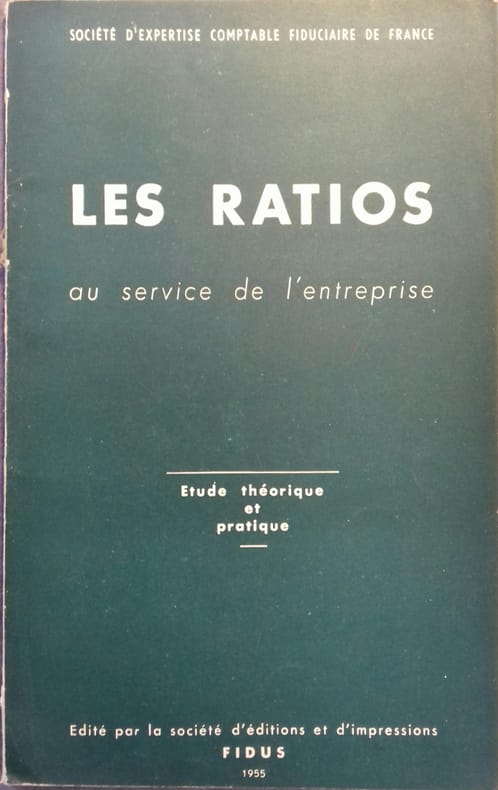 SOCIÉTÉ D'EXPERTISE COMPTABLE FIDUCIAIRE DE FRANCE
LES RATIOS
au service de l'entreprise
Etude théorique
et
pratique
Edité par la société d'éditions et d'impressions
FIDUS
1955